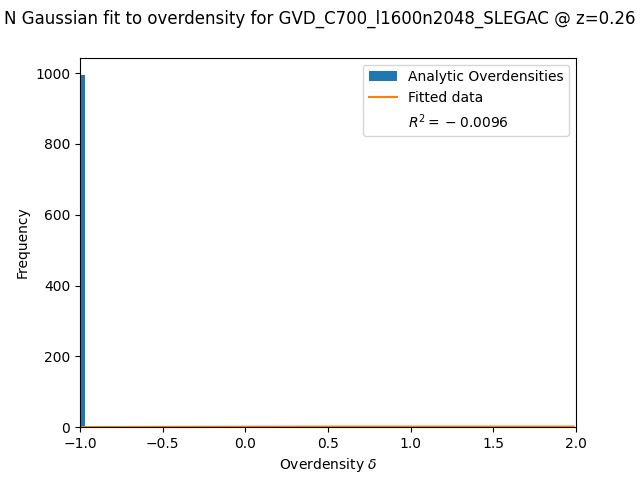 N Gaussian fit to overdensity for GVD_C700_l1600n2048_SLEGAC @ z=0.26
1000
800
600
400
200
0
Frequency
Analytic Overdensities
Fitted data
R² = − 0.0096
−1.0 −0.5 0.0 0.5 1.0 1.5 2.0
Overdensity δ